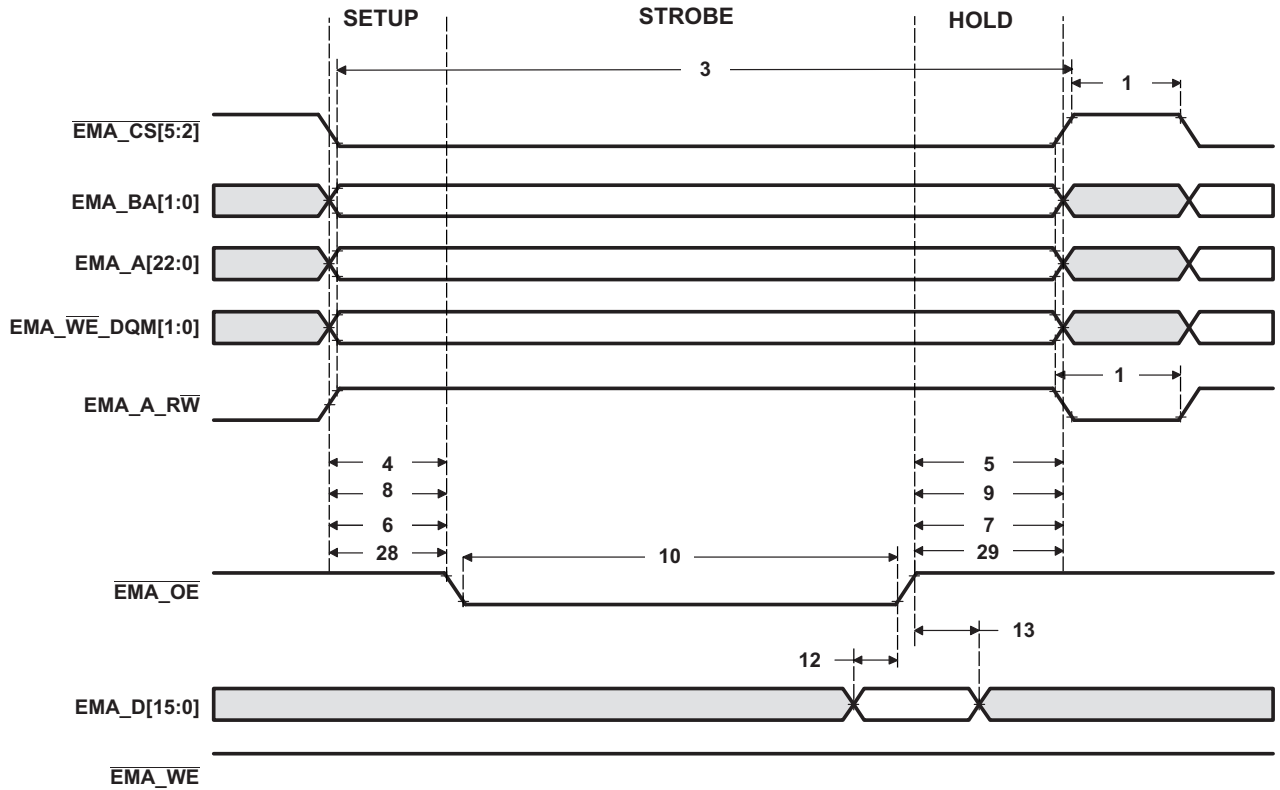 SETUP STROBE HOLD
3
1
EMA_CS[5:2]
EMA_BA[1:0]
EMA_A[22:0]
EMA_WE_DQM[1:0]
1
EMA_A_RW
4 5
8 9
6 7
28 29
10
EMA_OE
13
12
EMA_D[15:0]
EMA_WE